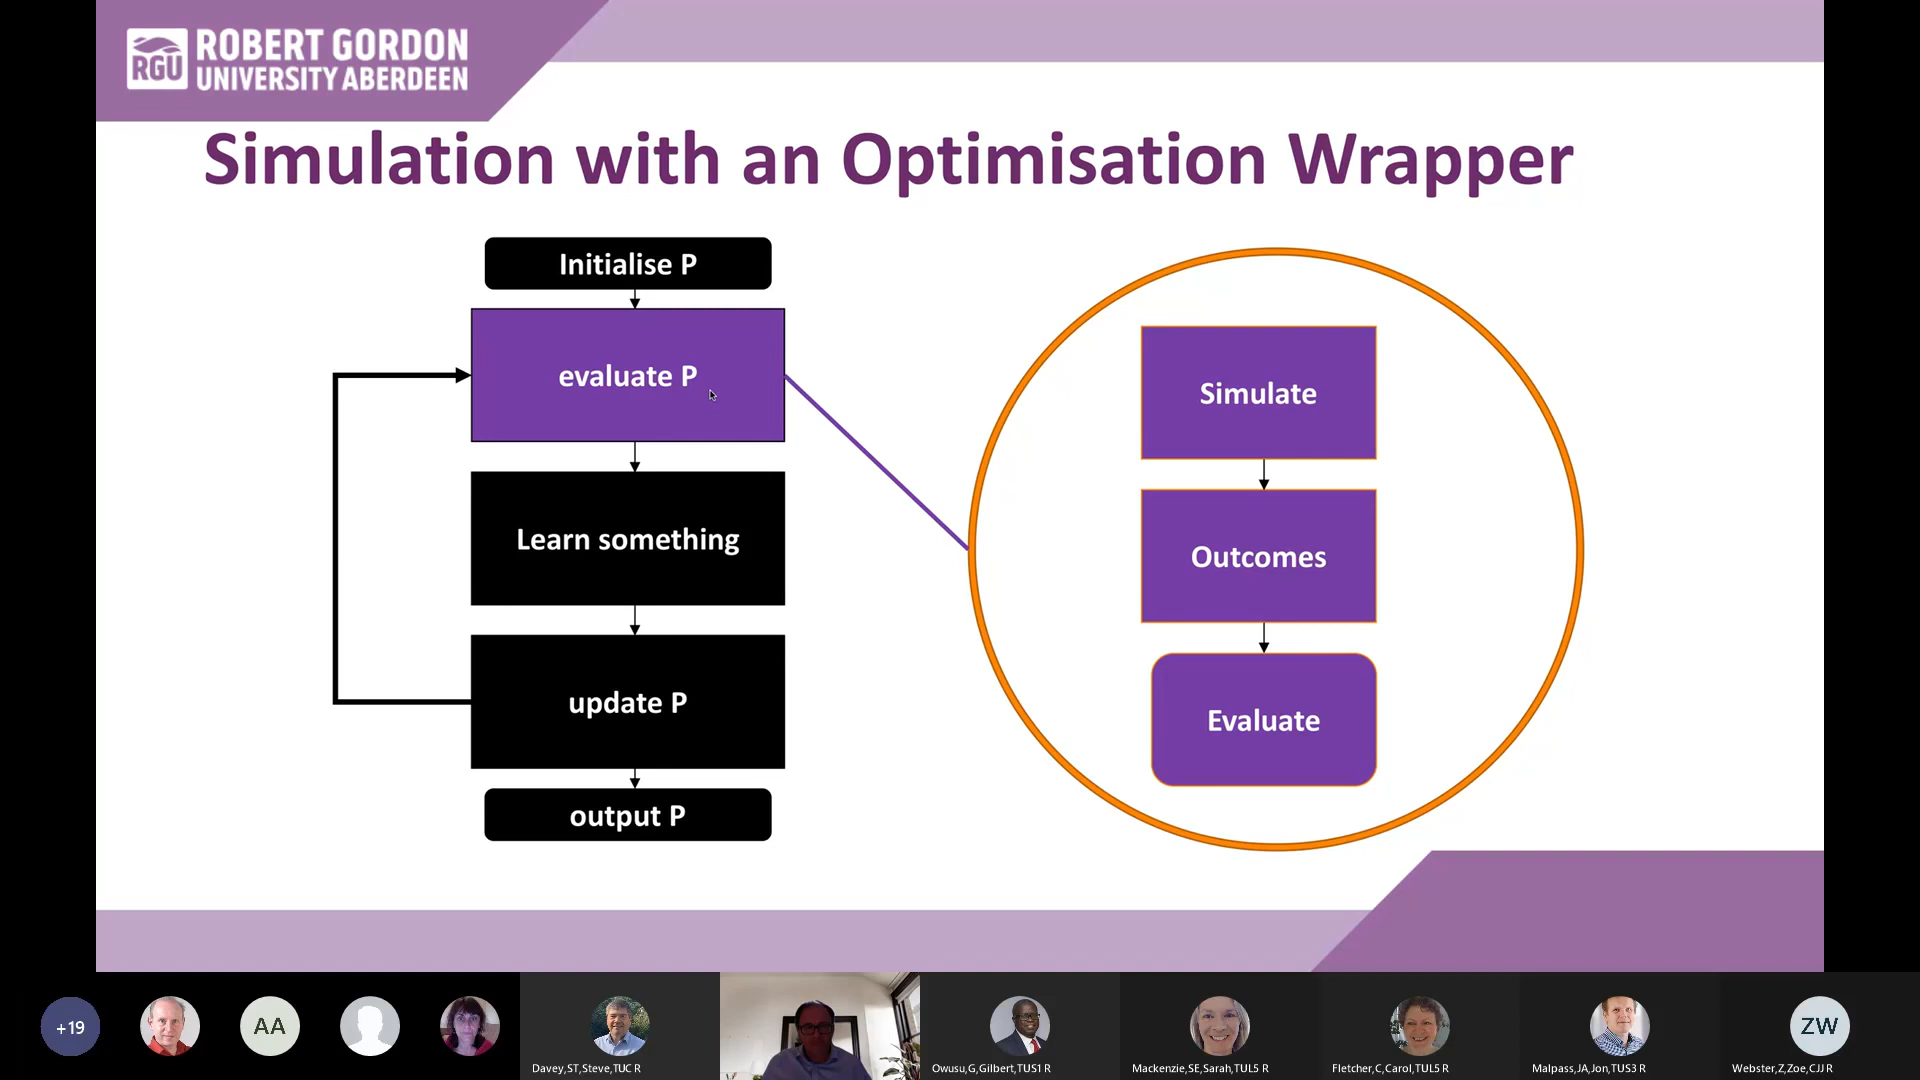 RGU
ROBERT GORDON
UNIVERSITY ABERDEEN
Simulation with an Optimisation Wrapper
Initialise P
evaluate P
Learn something
update P
output P
Simulate
Outcomes
Evaluate
+19
AA
Davey,ST,Steve,TUC R
Owusu,G,Gilbert,TUS1 R
Mackenzie,SE,Sarah,TUL5 R
Fletcher,C,Carol,TUL5 R
Malpass,JA,Jon,TUS3 R
ZW
Webster,Z,Zoe,CJJ R